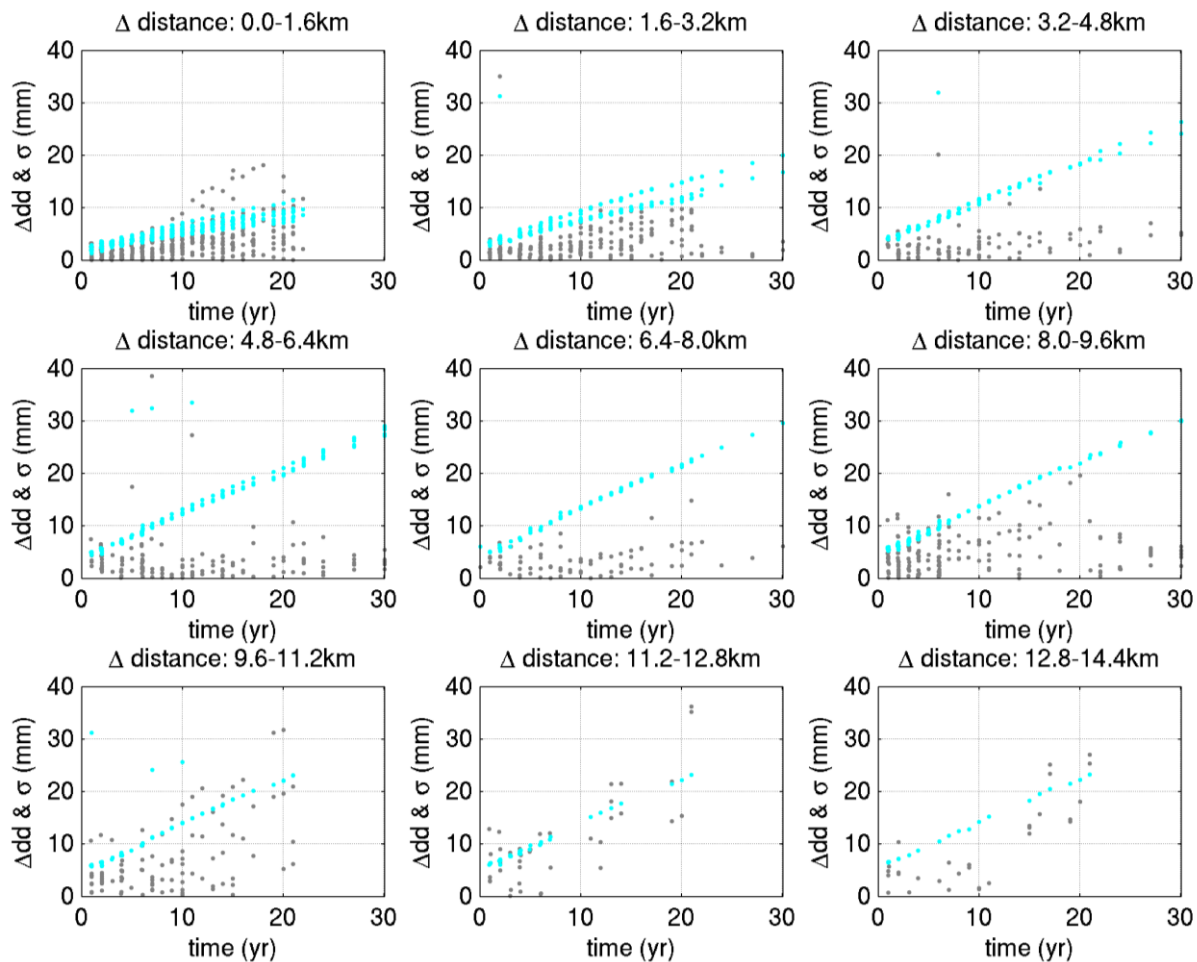 Δ distance: 0.0-1.6km
Δdd & σ (mm)
40
30
20
10
0
0 10 20 30
time (yr)
Δ distance: 1.6-3.2km
Δdd & σ (mm)
40
30
20
10
0
0 10 20 30
time (yr)
Δ distance: 3.2-4.8km
Δdd & σ (mm)
40
30
20
10
0
0 10 20 30
time (yr)
Δ distance: 4.8-6.4km
Δdd & σ (mm)
40
30
20
10
0
0 10 20 30
time (yr)
Δ distance: 6.4-8.0km
Δdd & σ (mm)
40
30
20
10
0
0 10 20 30
time (yr)
Δ distance: 8.0-9.6km
Δdd & σ (mm)
40
30
20
10
0
0 10 20 30
time (yr)
Δ distance: 9.6-11.2km
Δdd & σ (mm)
40
30
20
10
0
0 10 20 30
time (yr)
Δ distance: 11.2-12.8km
Δdd & σ (mm)
40
30
20
10
0
0 10 20 30
time (yr)
Δ distance: 12.8-14.4km
Δdd & σ (mm)
40
30
20
10
0
0 10 20 30
time (yr)